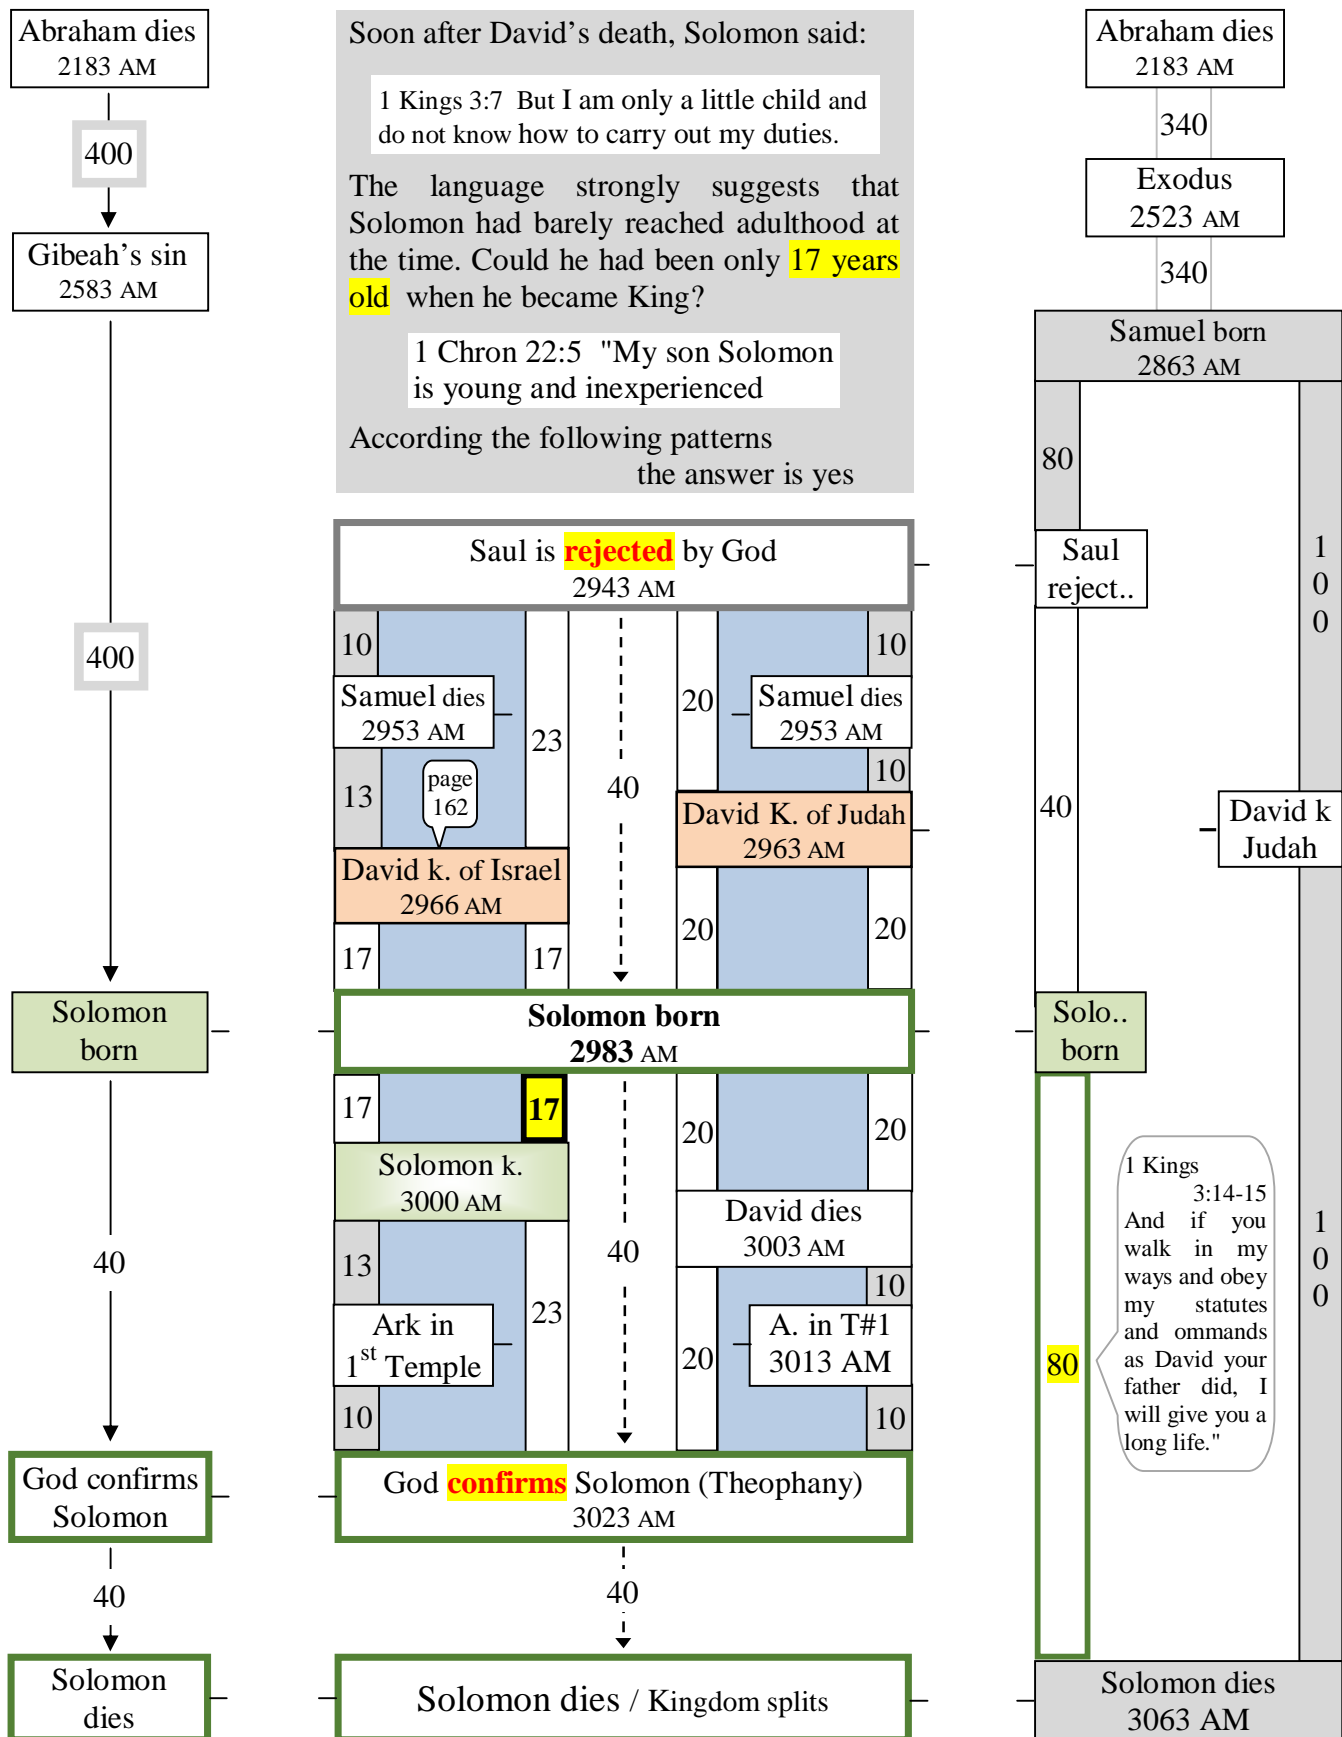 Abraham dies
2183 AM
400
Gibeah's sin
2583 AM
400
Solomon
born
40
God confirms
Solomon
40
Solomon
dies
Soon after David's death, Solomon said:
1 Kings 3:7 But I am only a little child and
do not know how to carry out my duties.
The language strongly suggests that
Solomon had barely reached adulthood at
the time. Could he had been only 17 years
old when he became King?
1 Chron 22:5 "My son Solomon
is young and inexperienced
According the following patterns
the answer is yes
Saul is rejected by God
2943 AM
10
Samuel dies
2953 AM
13
page
162
23
David k. of Israel
2966 AM
17
17
40
20
10
Samuel dies
2953 AM
10
David K. of Judah
2963 AM
20
20
Solomon born
2983 AM
17
17
Solomon k.
3000 AM
13
Ark in
1st Temple
10
23
40
20
20
David dies
3003 AM
20
10
A. in T#1
3013 AM
10
God confirms Solomon (Theophany)
3023 AM
40
Solomon dies / Kingdom splits
Abraham dies
2183 AM
340
Exodus
2523 AM
340
Samuel born
2863 AM
80
Saul
reject..
100
40
David k
Judah
Solo..
born
80
1 Kings
3:14-15
And if you
walk in my
ways and obey
my statutes
and ommands
as David your
father did, I
will give you a
long life."
100
Solomon dies
3063 AM